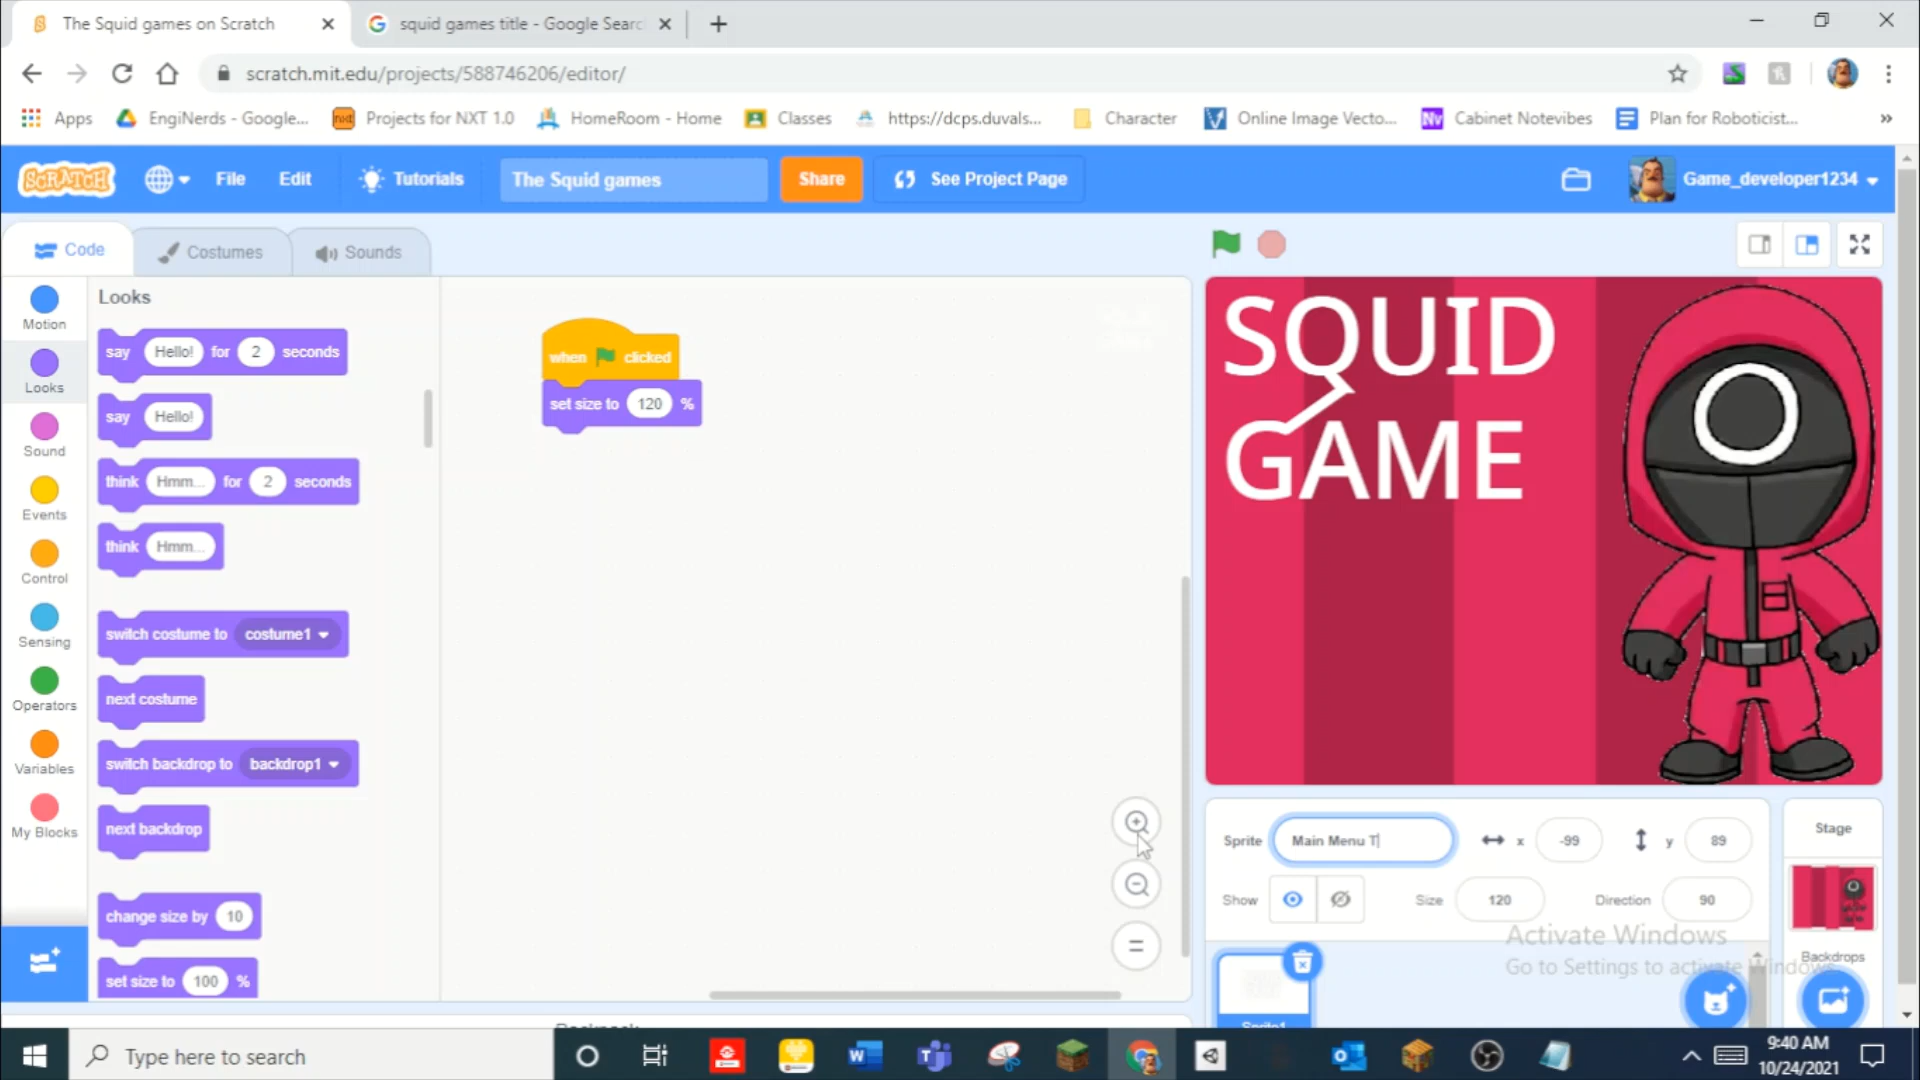 The Squid games on Scratch
squid games title - Google Searc
scratch.mit.edu/projects/588746206/editor/
Apps
EngiNerds - Google...
Projects for NXT 1.0
HomeRoom - Home
Classes
https://dcps.duvals...
Character
Online Image Vecto...
Nv Cabinet Notevibes
Plan for Roboticist...
»
SCRATCH
File
Edit
Tutorials
The Squid games
Share
See Project Page
Game_developer1234
Code
Costumes
Sounds
Motion
Looks
Sound
Events
Control
Sensing
Operators
Variables
My Blocks
Looks
say Hello! for 2 seconds
say Hello!
think Hmm... for 2 seconds
think Hmm...
switch costume to costume1
next costume
switch backdrop to backdrop1
next backdrop
change size by 10
set size to 100 %
when clicked
set size to 120 %
SQUID
GAME
Sprite Main Menu T
x -99
y 89
Show
Size 120
Direction 90
Stage
Backdrops
Activate Windows
Go to Settings to activate Windows.
Sprite1
Type here to search
9:40 AM
10/24/2021